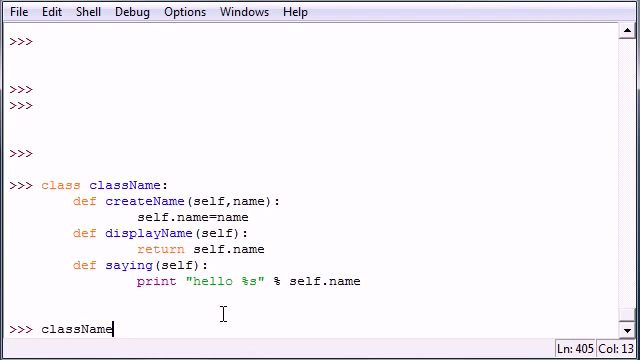 File Edit Shell Debug Options Windows Help
>>>
>>>
>>>
>>>
>>> class className:
def createName(self,name):
self.name=name
def displayName(self):
return self.name
def saying(self):
print "hello %s" % self.name
>>> className
Ln: 405 Col: 13